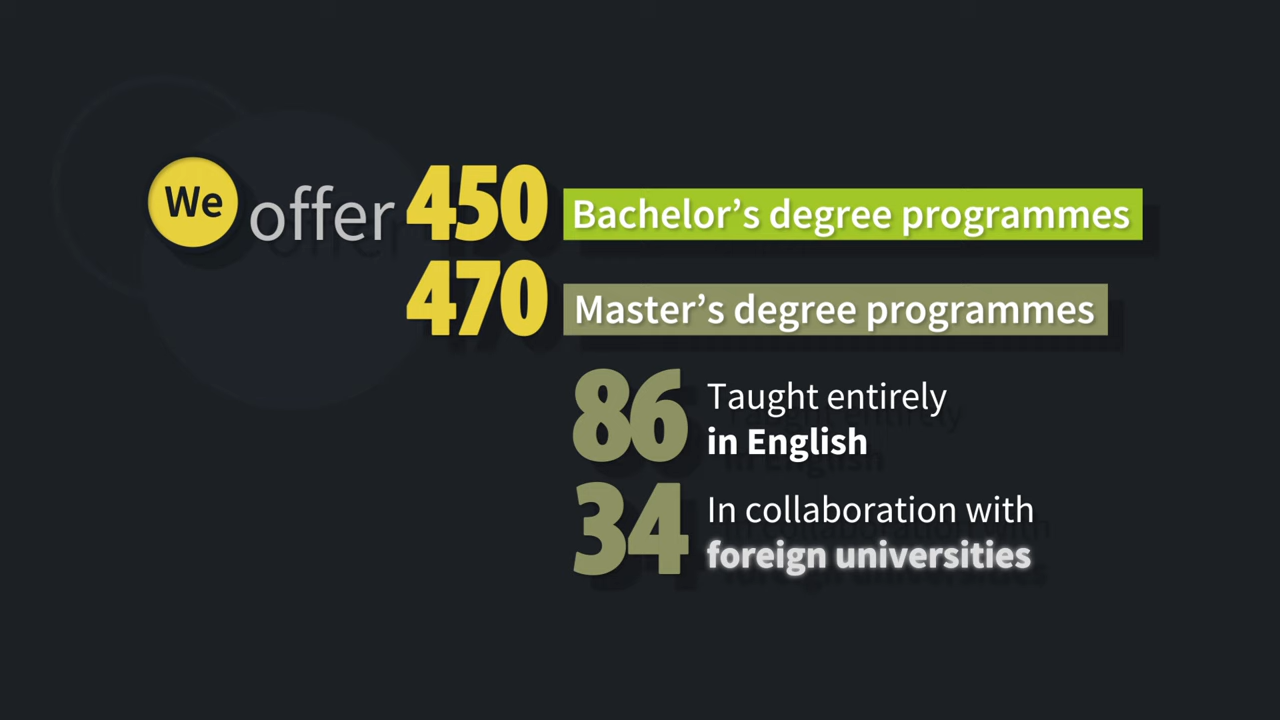 We offer 450 Bachelor’s degree programmes
470 Master’s degree programmes
86 Taught entirely
in English
34 In collaboration with
foreign universities